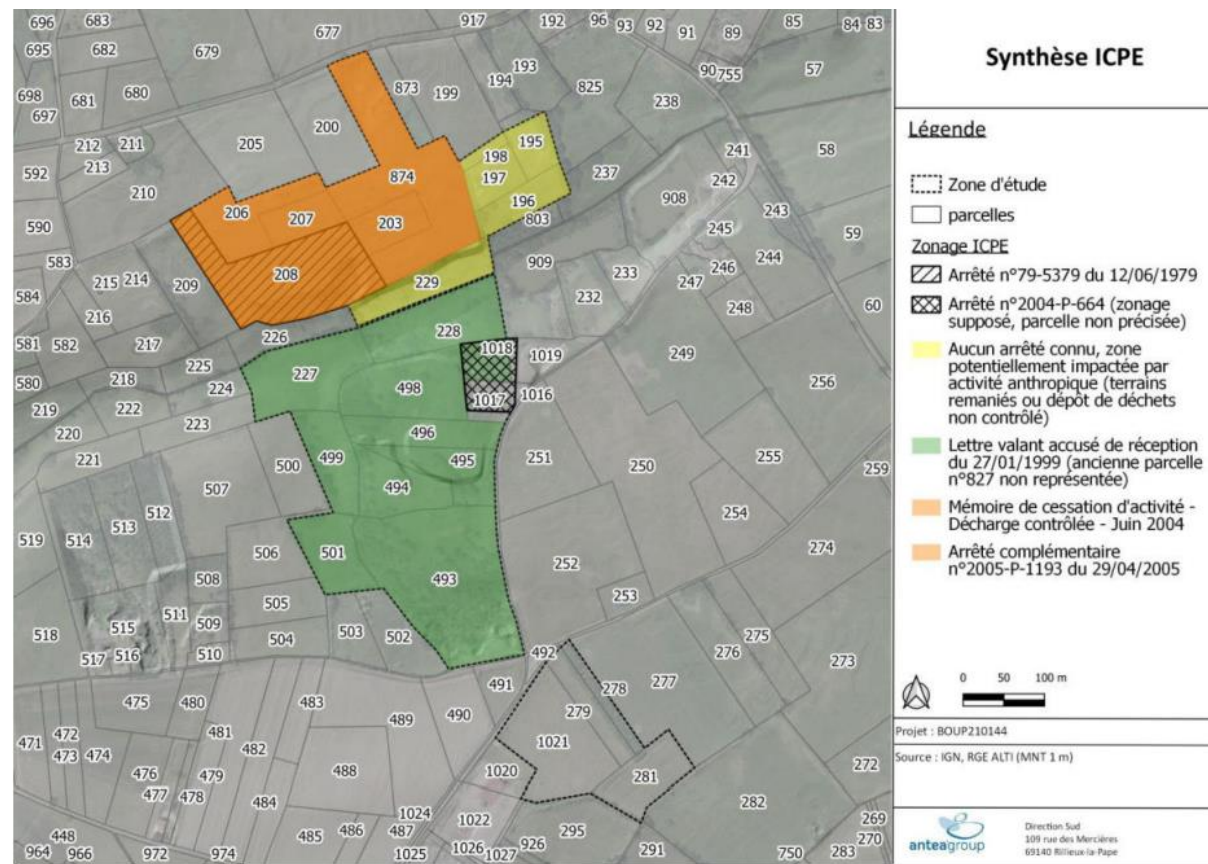 Synthèse ICPE
Légende
Zone d'étude
parcelles
Zonage ICPE
Arrêté n°79-5379 du 12/06/1979
Arrêté n°2004-P-664 (zonage
supposé, parcelle non précisée)
Aucun arrêté connu, zone
potentiellement impactée par
activité anthropique (terrains
remaniés ou dépôt de déchets
non contrôlé)
Lettre valant accusé de réception
du 27/01/1999 (ancienne parcelle
n°827 non représentée)
Mémoire de cessation d'activité -
Décharge contrôlée - Juin 2004
Arrêté complémentaire
n°2005-P-1193 du 29/04/2005
0 50 100 m
Projet : BOUP210144
Source : IGN, RGE ALTI (MNT 1 m)
anteagroup
Direction Sud
109 rue des Mercières
69140 Rillieux-la-Pape
696 683 677 917 192 96 93 92 91 89 85 84 83
695 682 679 193 90 755 57
698 681 680 873 199 194 825 238
697 200 195
212 211 205 198 241 58
592 213 874 197 237 242
210 206 207 203 196 908 243
590 803 245 59
583 208 909 233 246 244
584 215 214 209 229 232 247 60
216 226 228 248
581 582 217 1018 1019 249
580 218 225 227 498 1017 1016 256
219 222 224
220 223 496 251
221 500 499 495 250 255 259
507 494
519 514 513 512 254
506 501 252 274
508 493
505 253
518 515 511 509 504 503 502 275
517 516 510 492 276 273
475 480 483 491 278 277
471 472 481 489 490 279
473 474 482 1021
476 479 488 1020 281 272
477 478 484 1024 282
448 485 486 487 1022 295 269
964 966 972 974 1025 1026 1027 926 291 750 283 270